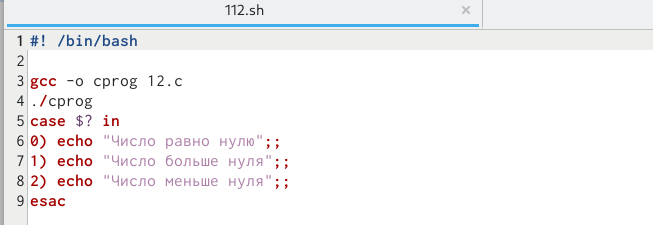 112.sh ×
1 #! /bin/bash
2
3 gcc -o cprog 12.c
4 ./cprog
5 case $? in
6 0) echo "Число равно нулю";;
7 1) echo "Число больше нуля";;
8 2) echo "Число меньше нуля";;
9 esac